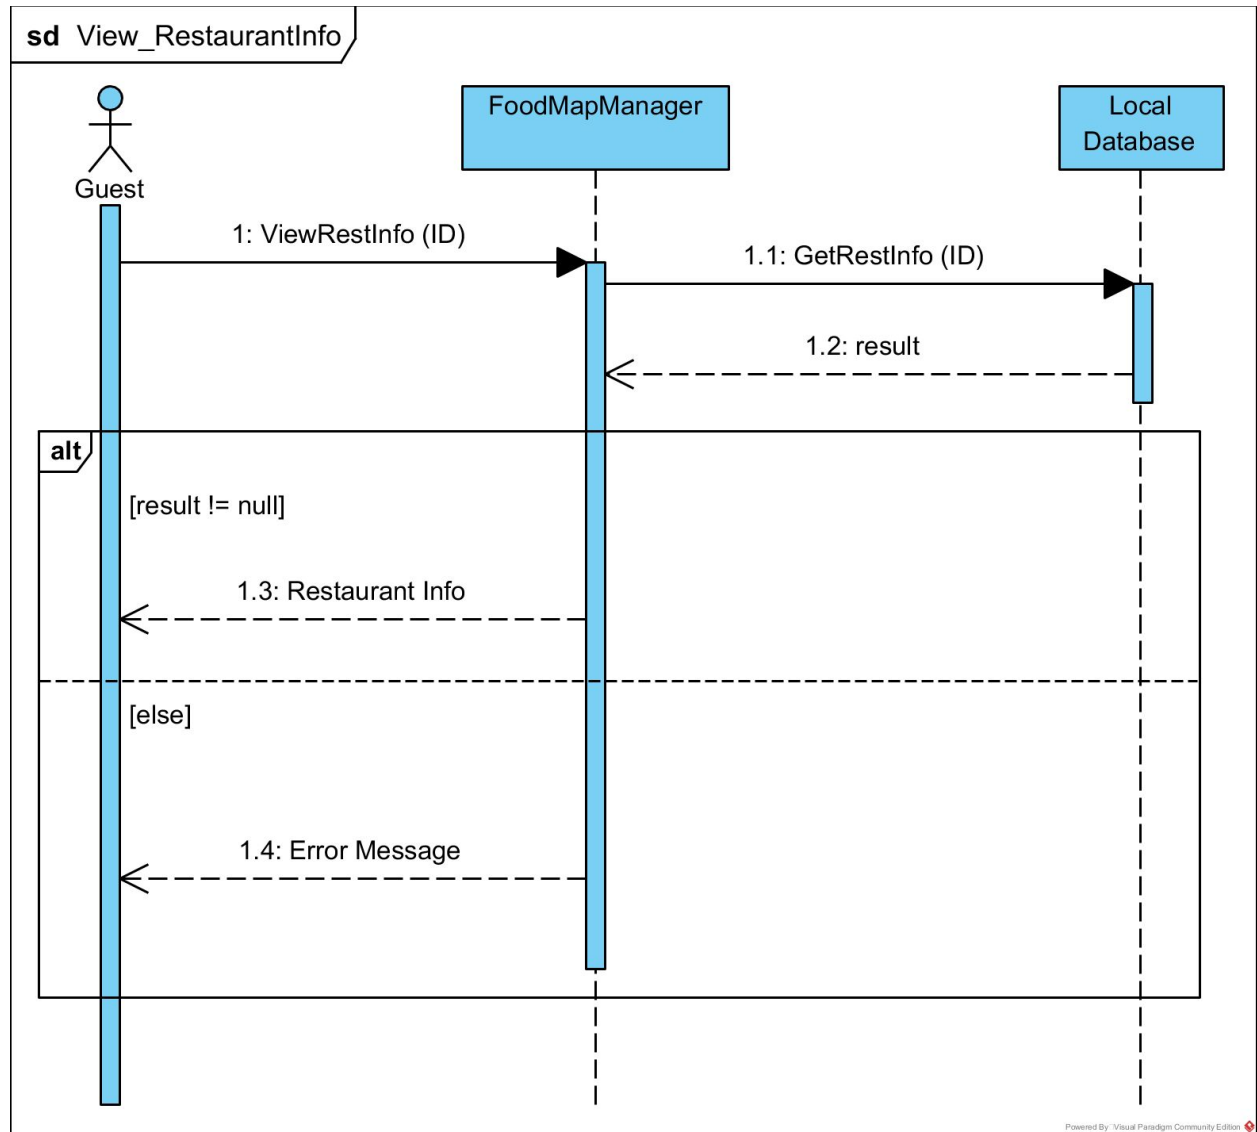 sd View_RestaurantInfo
Guest
FoodMapManager
Local
Database
1: ViewRestInfo (ID)
1.1: GetRestInfo (ID)
1.2: result
alt
[result != null]
1.3: Restaurant Info
[else]
1.4: Error Message
Powered By Visual Paradigm Community Edition